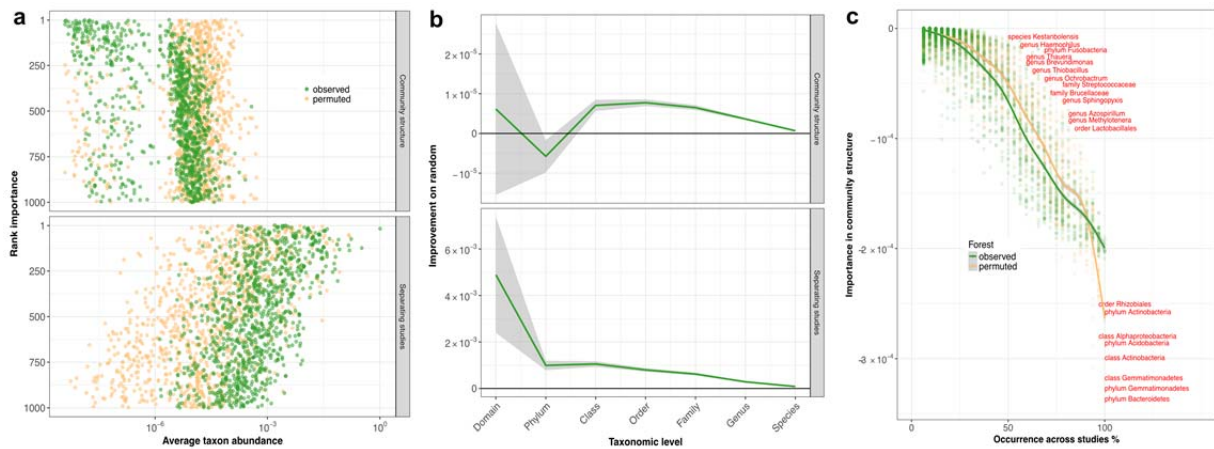 a
b
c
Rank importance
1
250
500
750
1000
1
250
500
750
1000
Community structure
Separating studies
observed
permuted
10⁻⁶
10⁻³
10⁰
Average taxon abundance
Improvement on random
2 × 10⁻⁵
1 × 10⁻⁵
0
−10⁻⁵
Community structure
6 × 10⁻³
4 × 10⁻³
2 × 10⁻³
0
Separating studies
Domain
Phylum
Class
Order
Family
Genus
Species
Taxonomic level
Importance in community structure
0
−10⁻⁴
−2 × 10⁻⁴
−3 × 10⁻⁴
species Kestanbolensis
genus Haemophilus
phylum Fusobacteria
genus Thauera
genus Brevundimonas
genus Thiobacillus
genus Ochrobactrum
family Streptococcaceae
family Brucellaceae
genus Sphingopyxis
genus Azospirillum
genus Methylotenera
order Lactobacillales
Forest
observed
permuted
order Rhizobiales
phylum Actinobacteria
class Alphaproteobacteria
phylum Acidobacteria
class Actinobacteria
class Gemmatimonadetes
phylum Gemmatimonadetes
phylum Bacteroidetes
0
50
100
Occurrence across studies %